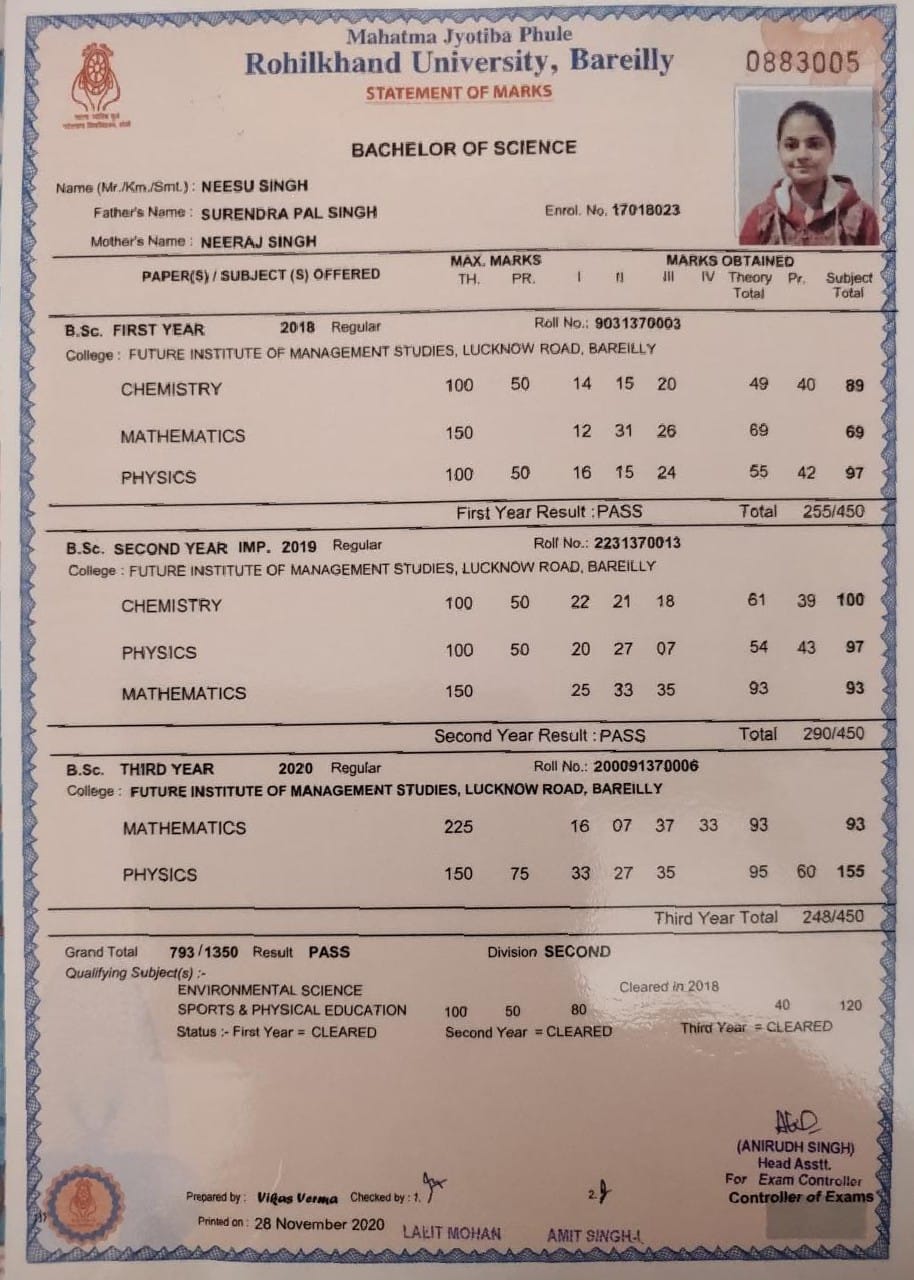 Mahatma Jyotiba Phule
Rohilkhand University, Bareilly
0883005
STATEMENT OF MARKS
BACHELOR OF SCIENCE
Name (Mr./Km./Smt.) : NEESU SINGH
Father's Name : SURENDRA PAL SINGH Enrol. No. 17018023
Mother's Name : NEERAJ SINGH
PAPER(S) / SUBJECT (S) OFFERED MAX. MARKS MARKS OBTAINED
TH. PR. I II III IV Theory Total Pr. Subject Total
B.Sc. FIRST YEAR 2018 Regular Roll No.: 9031370003
College : FUTURE INSTITUTE OF MANAGEMENT STUDIES, LUCKNOW ROAD, BAREILLY
CHEMISTRY 100 50 14 15 20 49 40 89
MATHEMATICS 150 12 31 26 69 69
PHYSICS 100 50 16 15 24 55 42 97
First Year Result : PASS Total 255/450
B.Sc. SECOND YEAR IMP. 2019 Regular Roll No.: 2231370013
College : FUTURE INSTITUTE OF MANAGEMENT STUDIES, LUCKNOW ROAD, BAREILLY
CHEMISTRY 100 50 22 21 18 61 39 100
PHYSICS 100 50 20 27 07 54 43 97
MATHEMATICS 150 25 33 35 93 93
Second Year Result : PASS Total 290/450
B.Sc. THIRD YEAR 2020 Regular Roll No.: 200091370006
College : FUTURE INSTITUTE OF MANAGEMENT STUDIES, LUCKNOW ROAD, BAREILLY
MATHEMATICS 225 16 07 37 33 93 93
PHYSICS 150 75 33 27 35 95 60 155
Third Year Total 248/450
Grand Total 793/1350 Result PASS Division SECOND
Qualifying Subject(s) :-
ENVIRONMENTAL SCIENCE Cleared in 2018
SPORTS & PHYSICAL EDUCATION 100 50 80 40 120
Status :- First Year = CLEARED Second Year = CLEARED Third Year = CLEARED
(ANIRUDH SINGH)
Head Asstt.
For Exam Controller
Controller of Exams
Prepared by : Vikas Verma Checked by : 1. 2.
Printed on : 28 November 2020 LALIT MOHAN AMIT SINGH-I